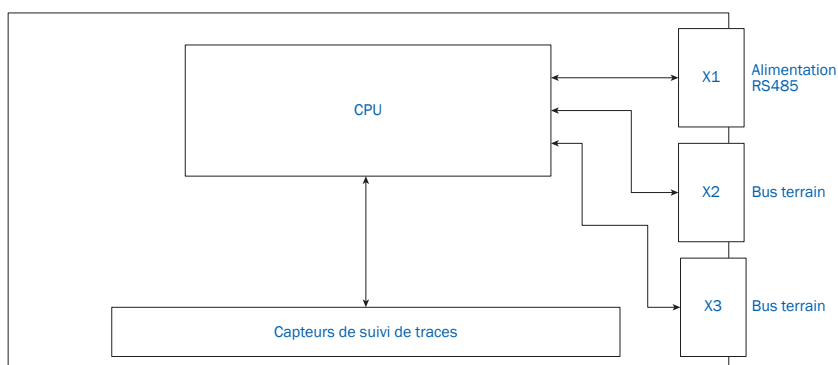 X1
Alimentation
RS485
CPU
X2
Bus terrain
X3
Bus terrain
Capteurs de suivi de traces